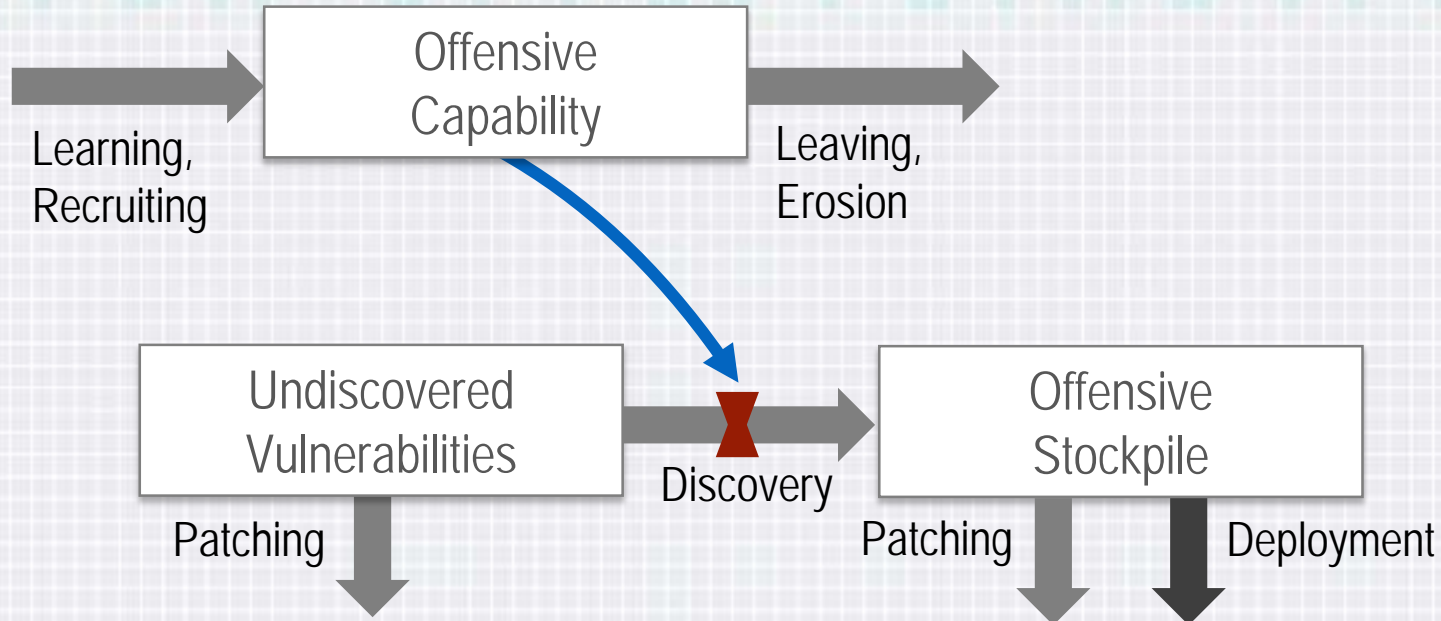 Offensive
Capability
Learning,
Recruiting
Leaving,
Erosion
Undiscovered
Vulnerabilities
Discovery
Offensive
Stockpile
Patching
Patching
Deployment